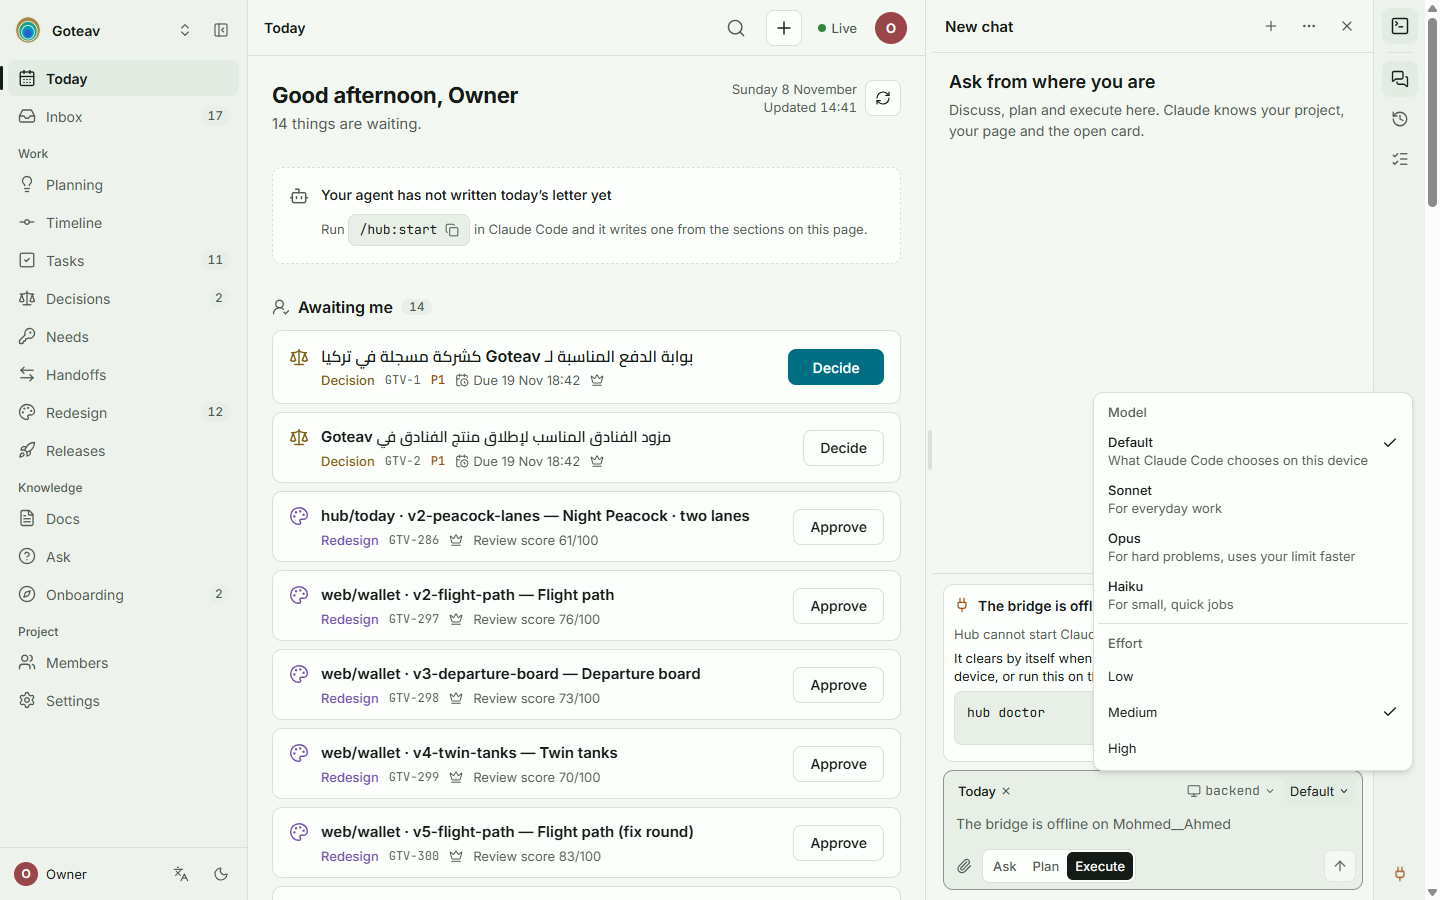 Goteav
Today
Inbox 17
Work
Planning
Timeline
Tasks 11
Decisions 2
Needs
Handoffs
Redesign 12
Releases
Knowledge
Docs
Ask
Onboarding 2
Project
Members
Settings
O Owner
Today
Live
O
Good afternoon, Owner
14 things are waiting.
Sunday 8 November
Updated 14:41
Your agent has not written today’s letter yet
Run /hub:start in Claude Code and it writes one from the sections on this page.
Awaiting me 14
بوابة الدفع المناسبة لـ Goteav كشركة مسجلة في تركيا
Decision GTV-1 P1 Due 19 Nov 18:42
Decide
مزود الفنادق المناسب لإطلاق منتج الفنادق في Goteav
Decision GTV-2 P1 Due 19 Nov 18:42
Decide
hub/today · v2-peacock-lanes — Night Peacock · two lanes
Redesign GTV-286 Review score 61/100
Approve
web/wallet · v2-flight-path — Flight path
Redesign GTV-297 Review score 76/100
Approve
web/wallet · v3-departure-board — Departure board
Redesign GTV-298 Review score 73/100
Approve
web/wallet · v4-twin-tanks — Twin tanks
Redesign GTV-299 Review score 70/100
Approve
web/wallet · v5-flight-path — Flight path (fix round)
Redesign GTV-300 Review score 83/100
Approve
New chat
Ask from where you are
Discuss, plan and execute here. Claude knows your project,
your page and the open card.
Model
Default
What Claude Code chooses on this device
Sonnet
For everyday work
Opus
For hard problems, uses your limit faster
Haiku
For small, quick jobs
Effort
Low
Medium
High
The bridge is offl
Hub cannot start Clau
It clears by itself when
device, or run this on t
hub doctor
Today
backend
Default
The bridge is offline on Mohmed__Ahmed
Ask Plan Execute